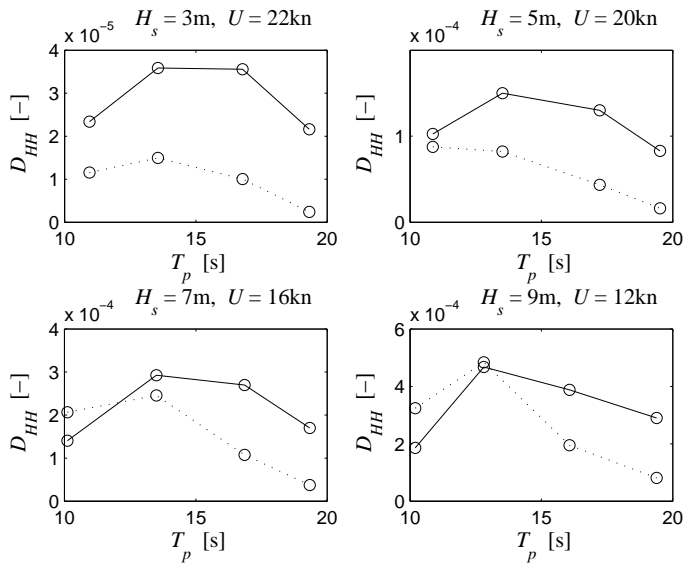 H_s = 3m, U = 22kn
x 10^-5
4
3
2
1
0
D_HH [−]
10 15 20
T_p [s]
H_s = 5m, U = 20kn
x 10^-4
1
0
D_HH [−]
10 15 20
T_p [s]
H_s = 7m, U = 16kn
x 10^-4
4
3
2
1
0
D_HH [−]
10 15 20
T_p [s]
H_s = 9m, U = 12kn
x 10^-4
6
4
2
0
D_HH [−]
10 15 20
T_p [s]